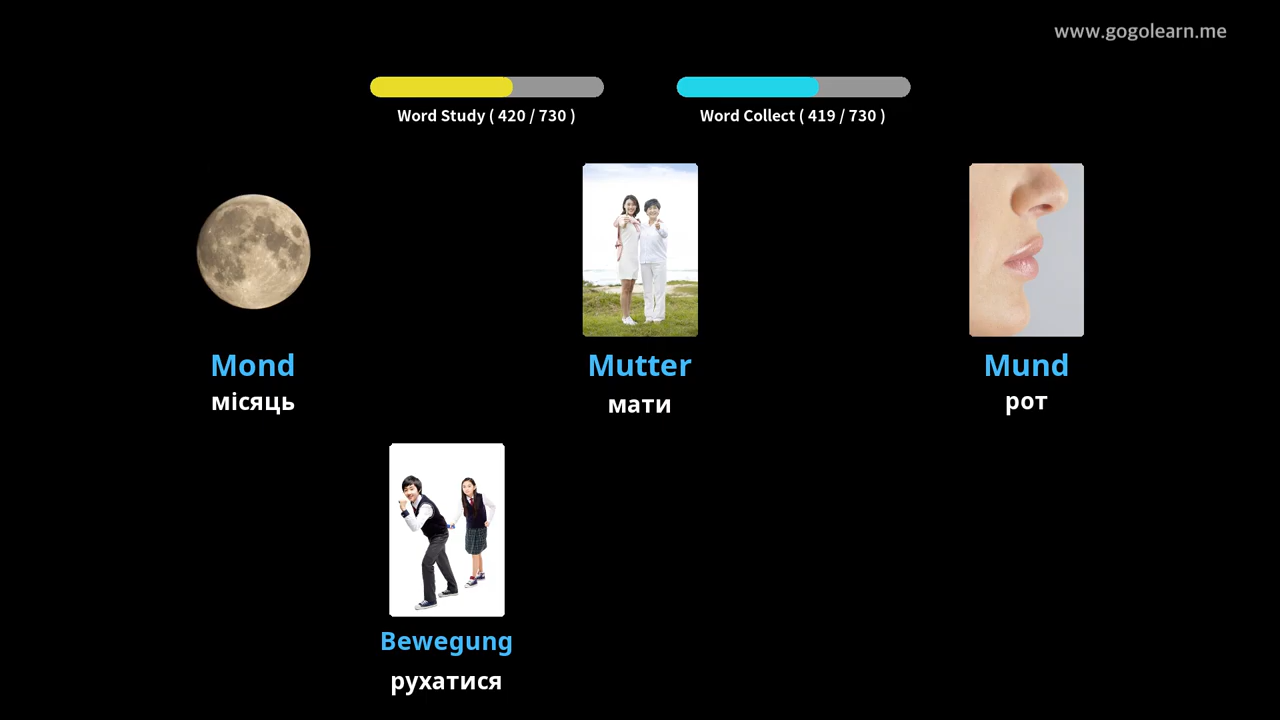 www.gogolearn.me
Word Study ( 420 / 730 )
Word Collect ( 419 / 730 )
Mond
місяць
Mutter
мати
Mund
рот
Bewegung
рухатися